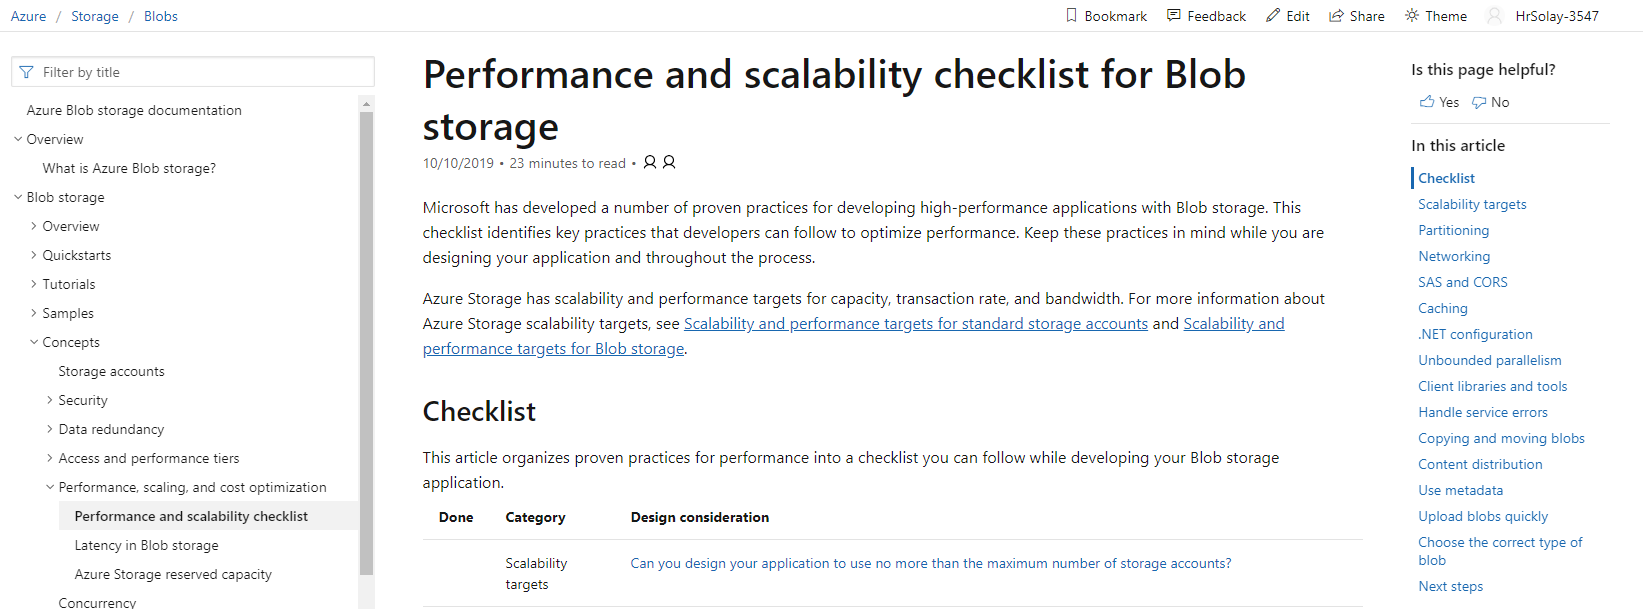 Azure / Storage / Blobs
Bookmark Feedback Edit Share Theme HrSolay-3547
Filter by title
Azure Blob storage documentation
Overview
What is Azure Blob storage?
Blob storage
Overview
Quickstarts
Tutorials
Samples
Concepts
Storage accounts
Security
Data redundancy
Access and performance tiers
Performance, scaling, and cost optimization
Performance and scalability checklist
Latency in Blob storage
Azure Storage reserved capacity
Concurrency
Performance and scalability checklist for Blob
storage
10/10/2019 • 23 minutes to read •
Microsoft has developed a number of proven practices for developing high-performance applications with Blob storage. This
checklist identifies key practices that developers can follow to optimize performance. Keep these practices in mind while you are
designing your application and throughout the process.
Azure Storage has scalability and performance targets for capacity, transaction rate, and bandwidth. For more information about
Azure Storage scalability targets, see Scalability and performance targets for standard storage accounts and Scalability and
performance targets for Blob storage.
Checklist
This article organizes proven practices for performance into a checklist you can follow while developing your Blob storage
application.
Done Category Design consideration
Scalability Can you design your application to use no more than the maximum number of storage accounts?
targets
Is this page helpful?
Yes No
In this article
Checklist
Scalability targets
Partitioning
Networking
SAS and CORS
Caching
.NET configuration
Unbounded parallelism
Client libraries and tools
Handle service errors
Copying and moving blobs
Content distribution
Use metadata
Upload blobs quickly
Choose the correct type of
blob
Next steps